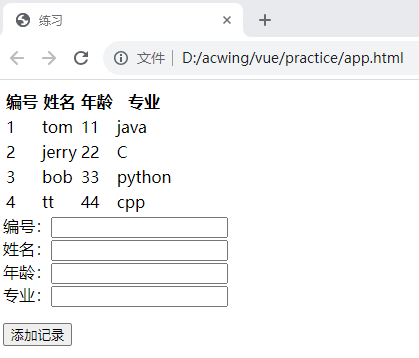 练习
文件 D:/acwing/vue/practice/app.html
编号 姓名 年龄 专业
1 tom 11 java
2 jerry 22 C
3 bob 33 python
4 tt 44 cpp
编号：
姓名：
年龄：
专业：
添加记录